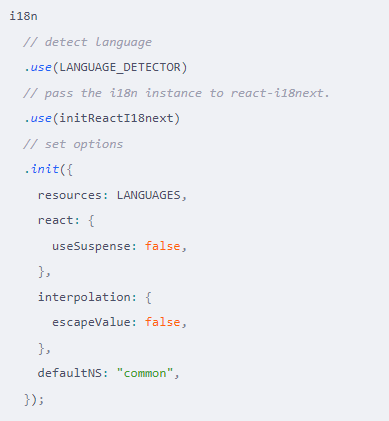 i18n
// detect language
.use(LANGUAGE_DETECTOR)
// pass the i18n instance to react-i18next.
.use(initReactI18next)
// set options
.init({
resources: LANGUAGES,
react: {
useSuspense: false,
},
interpolation: {
escapeValue: false,
},
defaultNS: "common",
});